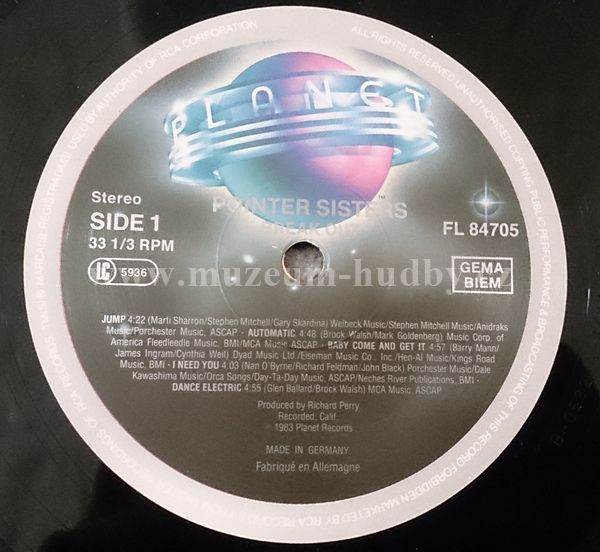 PLANET
POINTER SISTERS
BREAK OUT
Stereo
SIDE 1
33 1/3 RPM
FL 84705
LC 5936
GEMA
BIEM
www.muzeum-hudby.cz
JUMP 4:22 (Marti Sharron/Stephen Mitchell/Gary Skardina) Welbeck Music/Stephen Mitchell Music/Anidraks
Music/Porchester Music, ASCAP - AUTOMATIC 4:48 (Brock Walsh/Mark Goldenberg) Music Corp. of
America Fleedleedle Music, BMI/MCA Music ASCAP - BABY COME AND GET IT 4:57 (Barry Mann/
James Ingram/Cynthia Weil) Dyad Music Ltd/Eiseman Music Co., Inc/Hen-Al Music/Kings Road
Music, BMI - I NEED YOU 4:03 (Nan O'Byrne/Richard Feldman/John Black) Porchester Music/Dale
Kawashima Music/Orca Songs/Day-Ta-Day Music, ASCAP/Neches River Publications, BMI -
DANCE ELECTRIC 4:55 (Glen Ballard/Brock Walsh) MCA Music, ASCAP
Produced by Richard Perry
Recorded: Calif.
℗ 1983 Planet Records
MADE IN GERMANY
Fabriqué en Allemagne
ALL RIGHTS RESERVED UNAUTHORISED COPYING PUBLIC PERFORMANCE & BROADCASTING OF THIS RECORD FORBIDDEN MARKETED BY RCA RECORD
TMK(S)® MARCA(S) REGISTRADA(S) USED BY AUTHORITY OF RCA CORPORATION